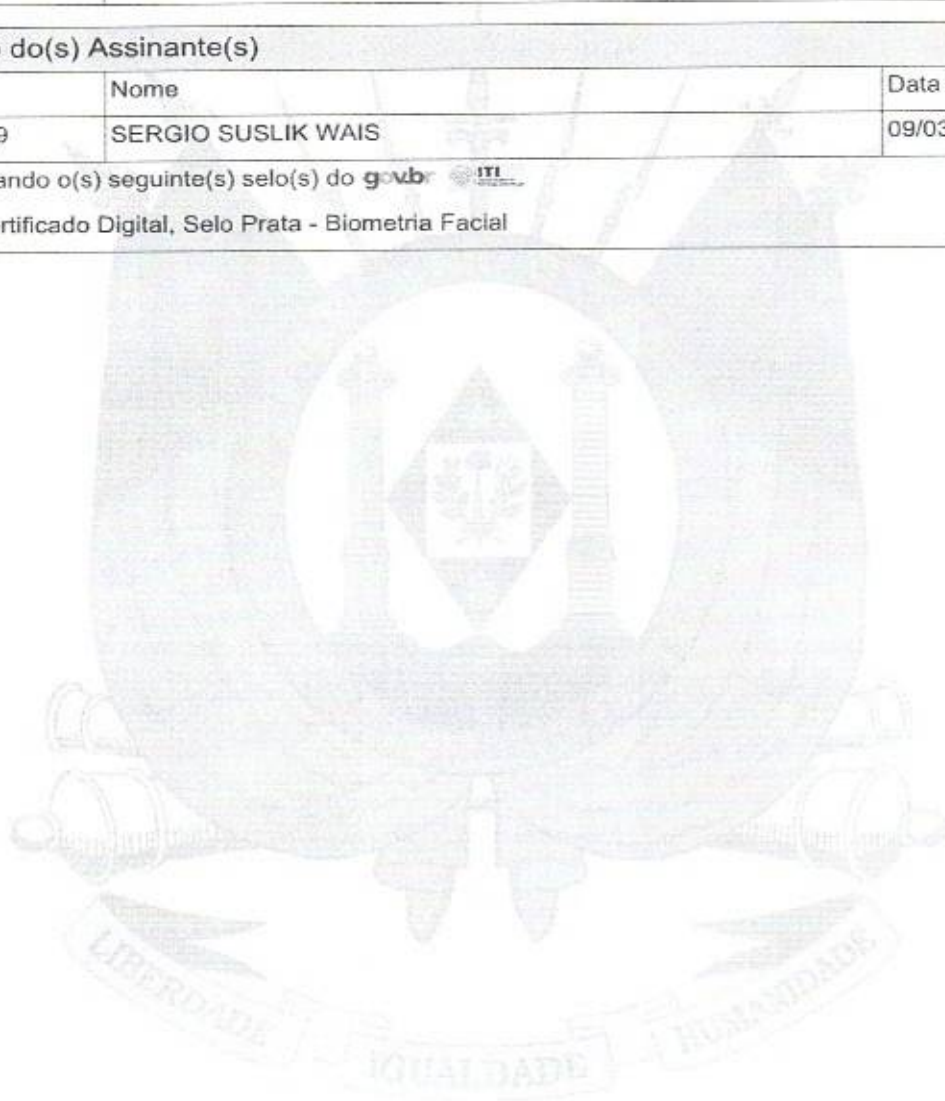 do(s) Assinante(s)
Nome Data
9 SERGIO SUSLIK WAIS 09/03
ando o(s) seguinte(s) selo(s) do gov.br ITI
rtificado Digital, Selo Prata - Biometria Facial
LIBERDADE IGUALDADE HUMANIDADE